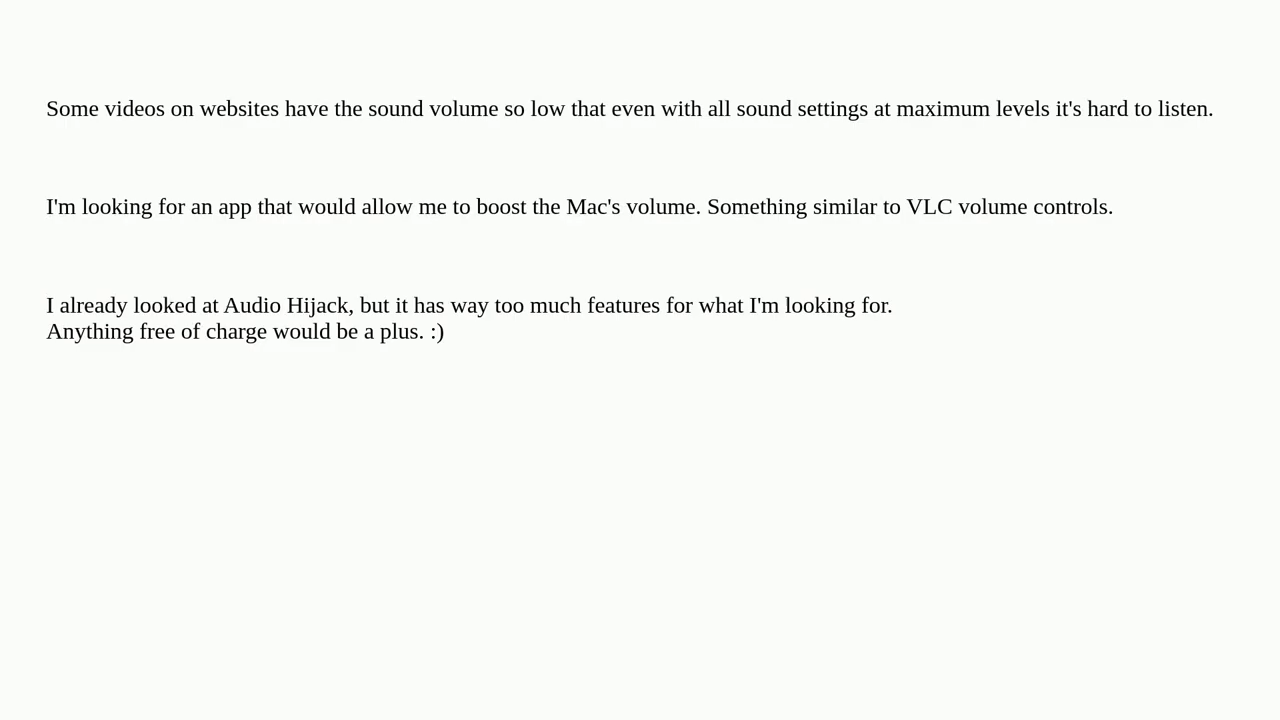 Some videos on websites have the sound volume so low that even with all sound settings at maximum levels it's hard to listen.
I'm looking for an app that would allow me to boost the Mac's volume. Something similar to VLC volume controls.
I already looked at Audio Hijack, but it has way too much features for what I'm looking for.
Anything free of charge would be a plus. :)